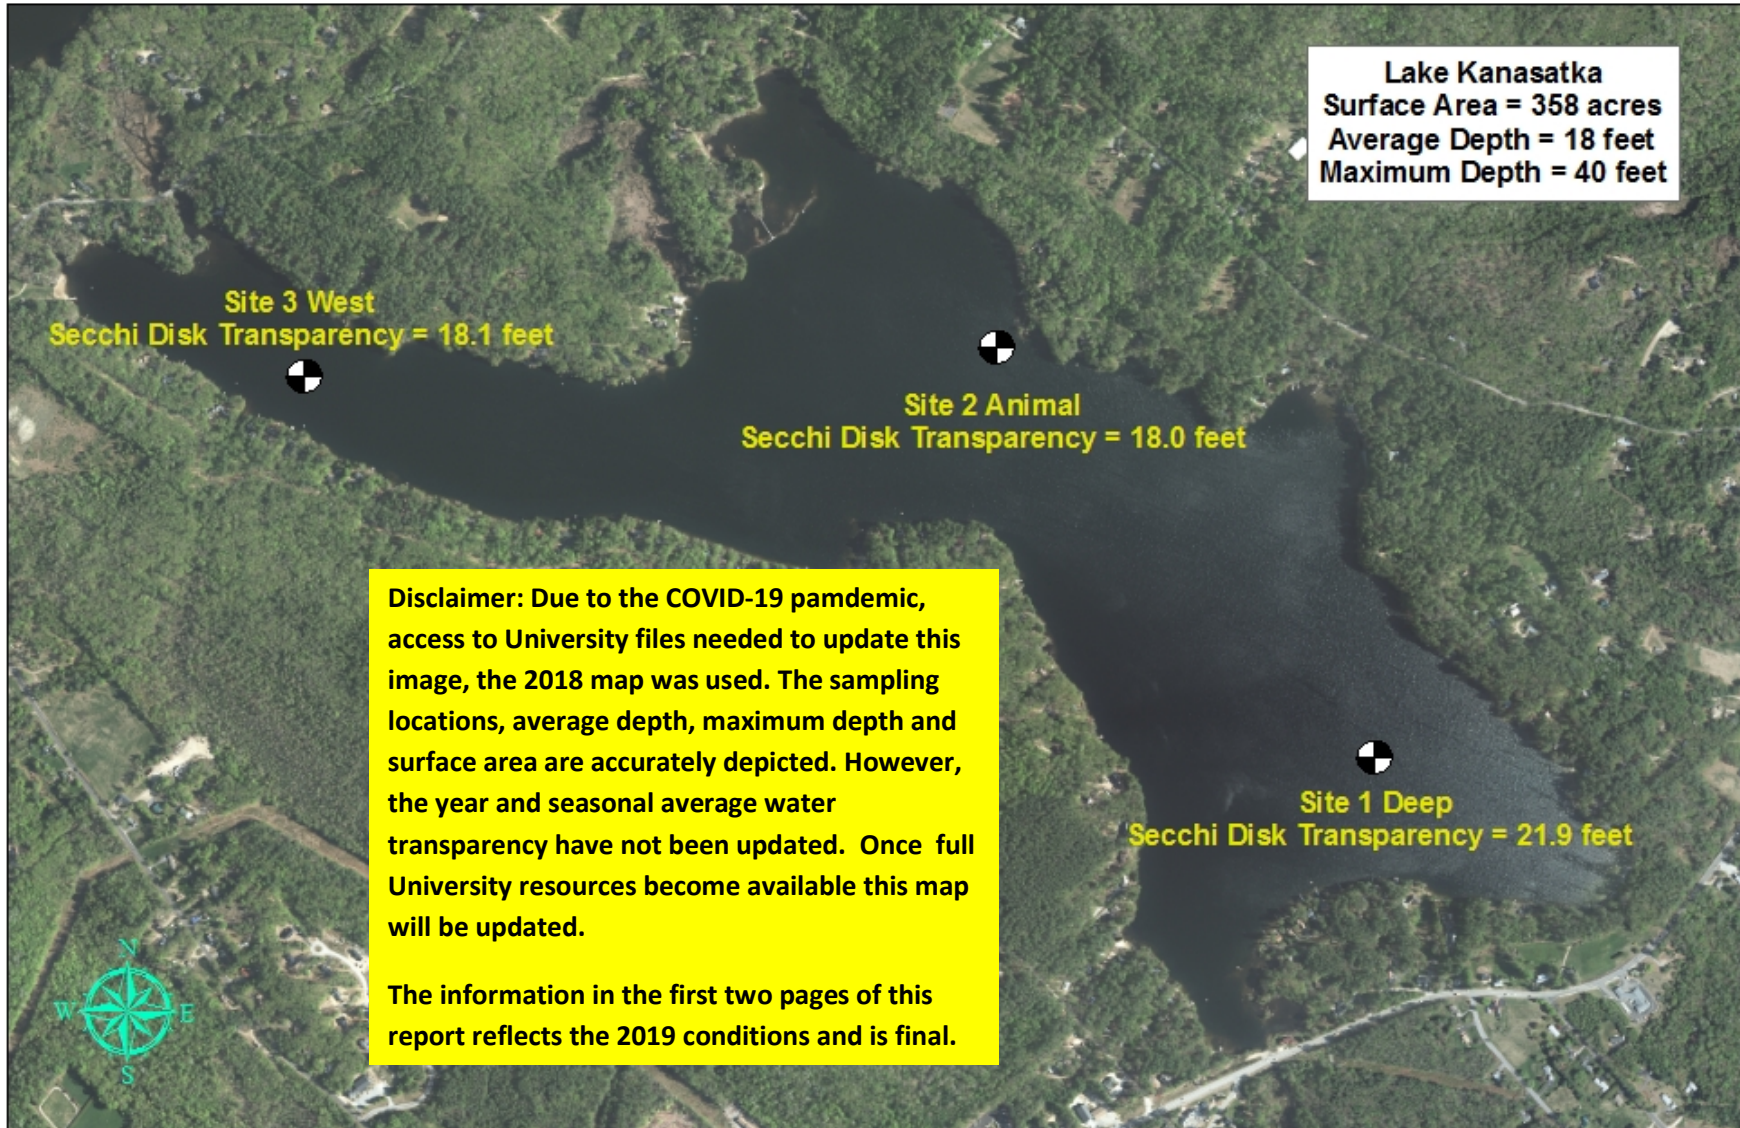 Lake Kanasatka
Surface Area = 358 acres
Average Depth = 18 feet
Maximum Depth = 40 feet
Site 3 West
Secchi Disk Transparency = 18.1 feet
Site 2 Animal
Secchi Disk Transparency = 18.0 feet
Disclaimer: Due to the COVID-19 pamdemic,
access to University files needed to update this
image, the 2018 map was used. The sampling
locations, average depth, maximum depth and
surface area are accurately depicted. However,
the year and seasonal average water
transparency have not been updated.  Once  full
University resources become available this map
will be updated.
The information in the first two pages of this
report reflects the 2019 conditions and is final.
Site 1 Deep
Secchi Disk Transparency = 21.9 feet
N
W E
S